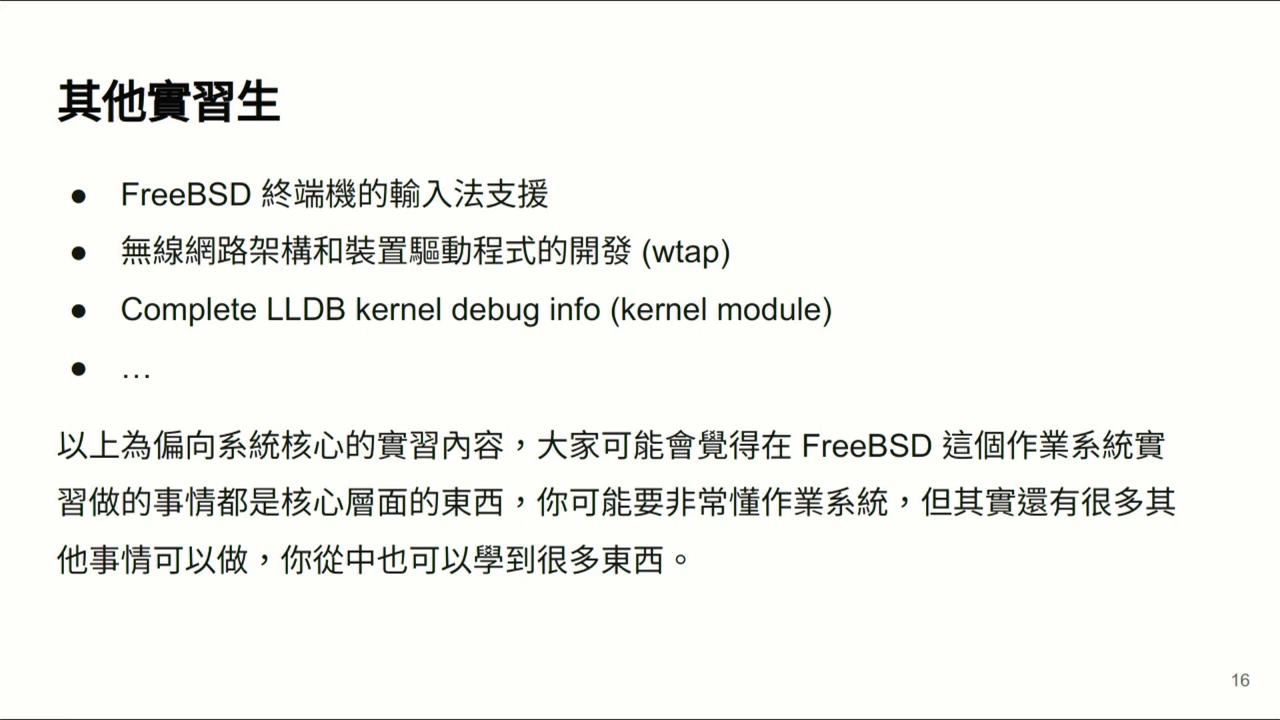 其他實習生
● FreeBSD 終端機的輸入法支援
● 無線網路架構和裝置驅動程式的開發 (wtap)
● Complete LLDB kernel debug info (kernel module)
● …
以上為偏向系統核心的實習內容，大家可能會覺得在 FreeBSD 這個作業系統實
習做的事情都是核心層面的東西，你可能要非常懂作業系統，但其實還有很多其
他事情可以做，你從中也可以學到很多東西。
16